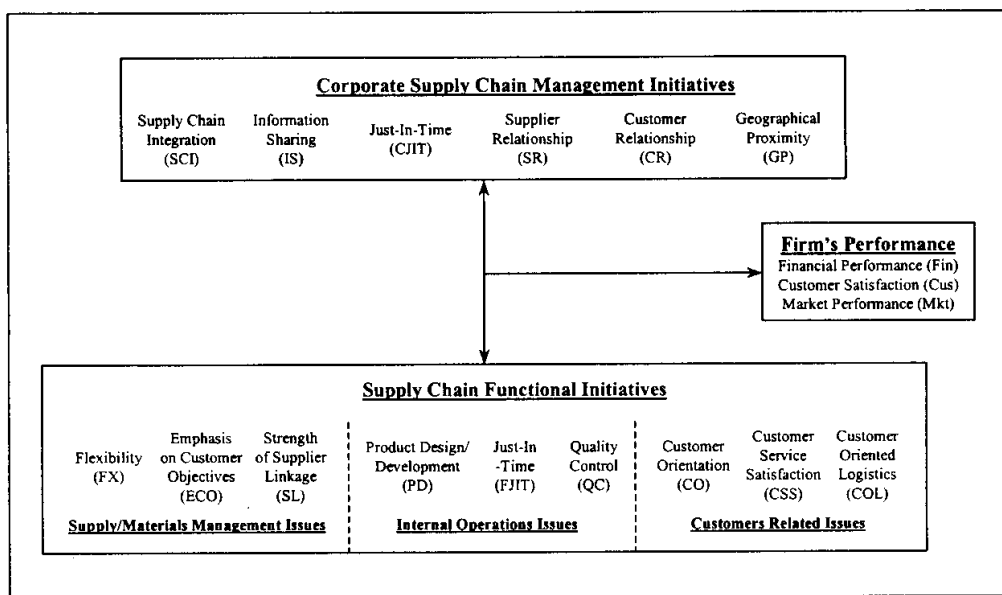 Corporate Supply Chain Management Initiatives
Supply Chain
Integration
(SCI)
Information
Sharing
(IS)
Just-In-Time
(CJIT)
Supplier
Relationship
(SR)
Customer
Relationship
(CR)
Geographical
Proximity
(GP)
Firm's Performance
Financial Performance (Fin)
Customer Satisfaction (Cus)
Market Performance (Mkt)
Supply Chain Functional Initiatives
Flexibility
(FX)
Emphasis
on Customer
Objectives
(ECO)
Strength
of Supplier
Linkage
(SL)
Supply/Materials Management Issues
Product Design/
Development
(PD)
Just-In
-Time
(FJIT)
Quality
Control
(QC)
Internal Operations Issues
Customer
Orientation
(CO)
Customer
Service
Satisfaction
(CSS)
Customer
Oriented
Logistics
(COL)
Customers Related Issues